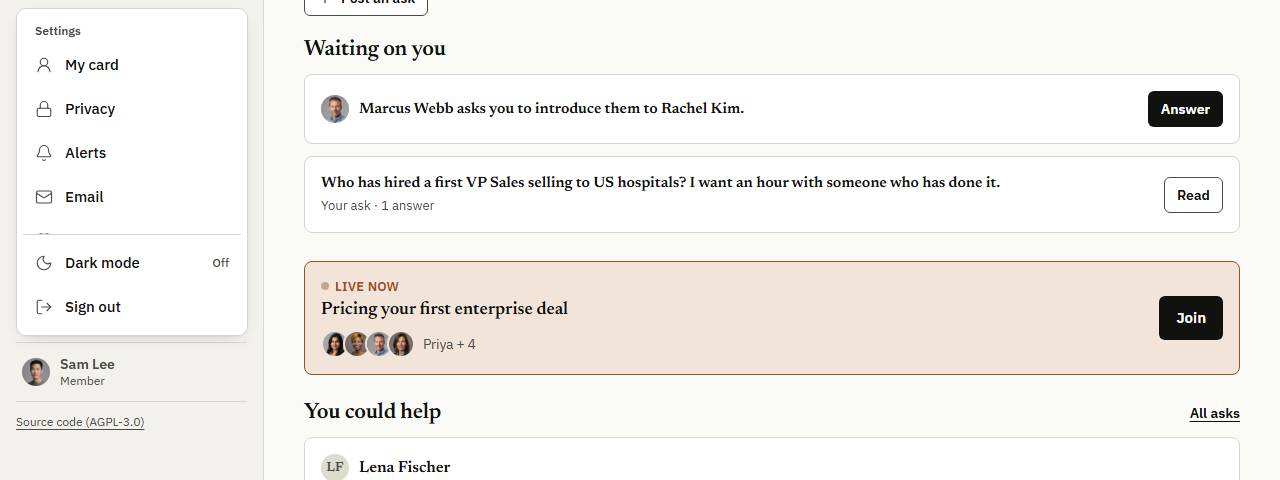 Settings
My card
Privacy
Alerts
Email
Dark mode Off
Sign out
Sam Lee
Member
Source code (AGPL-3.0)
Post an ask
Waiting on you
Marcus Webb asks you to introduce them to Rachel Kim.
Answer
Who has hired a first VP Sales selling to US hospitals? I want an hour with someone who has done it.
Your ask · 1 answer
Read
LIVE NOW
Pricing your first enterprise deal
Priya + 4
Join
You could help
All asks
LF Lena Fischer